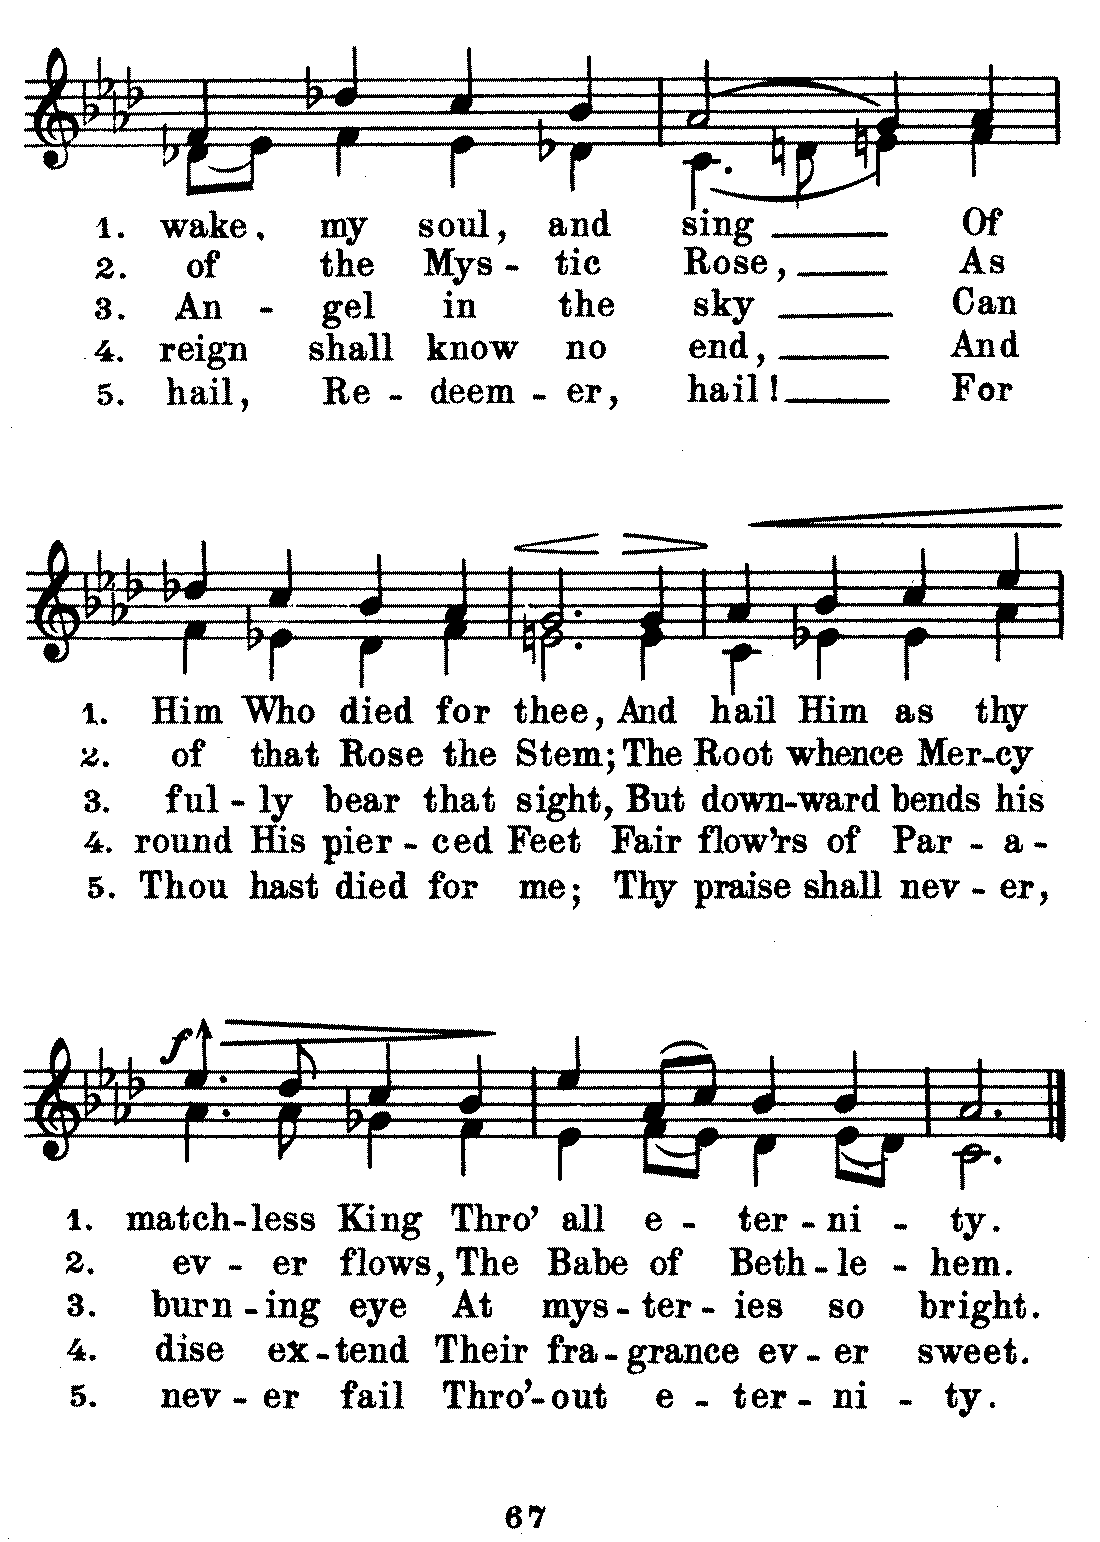 1. wake, my soul, and sing Of
2. of the Mys - tic Rose, As
3. An - gel in the sky Can
4. reign shall know no end, And
5. hail, Re - deem - er, hail! For
1. Him Who died for thee, And hail Him as thy
2. of that Rose the Stem; The Root whence Mer-cy
3. ful - ly bear that sight, But down-ward bends his
4. round His pier - ced Feet Fair flow'rs of Par - a -
5. Thou hast died for me; Thy praise shall nev - er,
f
1. match-less King Thro' all e - ter - ni - ty.
2. ev - er flows, The Babe of Beth - le - hem.
3. burn - ing eye At mys - ter - ies so bright.
4. dise ex - tend Their fra - grance ev - er sweet.
5. nev - er fail Thro'-out e - ter - ni - ty.
67